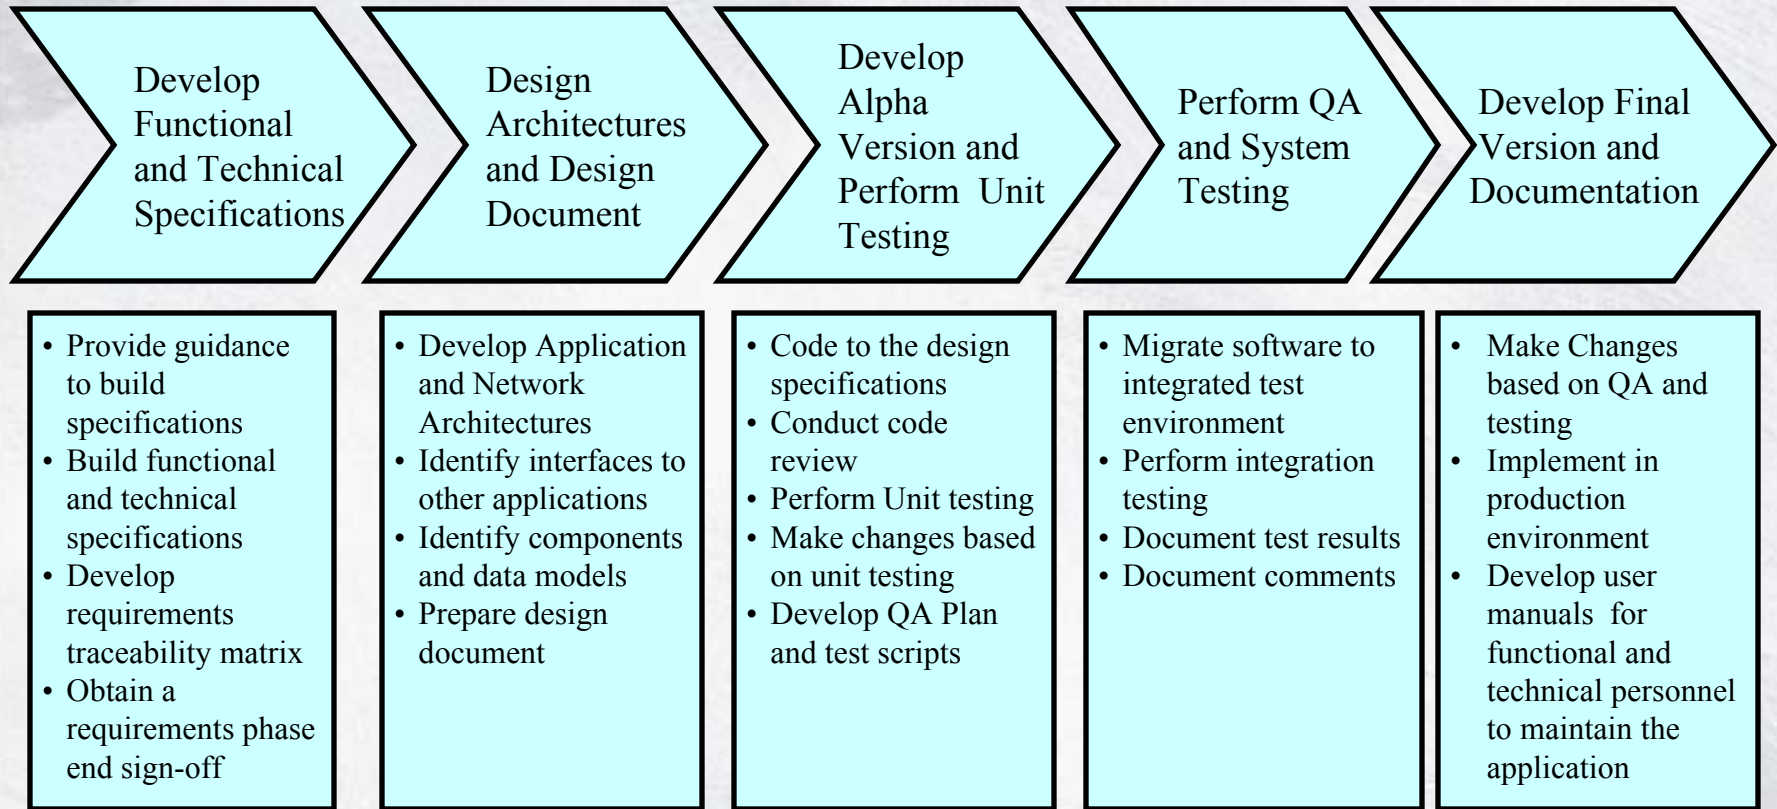 Develop
Functional
and Technical
Specifications
Design
Architectures
and Design
Document
Develop
Alpha
Version and
Perform Unit
Testing
Perform QA
and System
Testing
Develop Final
Version and
Documentation
• Provide guidance
to build
specifications
• Build functional
and technical
specifications
• Develop
requirements
traceability matrix
• Obtain a
requirements phase
end sign-off
• Develop Application
and Network
Architectures
• Identify interfaces to
other applications
• Identify components
and data models
• Prepare design
document
• Code to the design
specifications
• Conduct code
review
• Perform Unit testing
• Make changes based
on unit testing
• Develop QA Plan
and test scripts
• Migrate software to
integrated test
environment
• Perform integration
testing
• Document test results
• Document comments
• Make Changes
based on QA and
testing
• Implement in
production
environment
• Develop user
manuals for
functional and
technical personnel
to maintain the
application